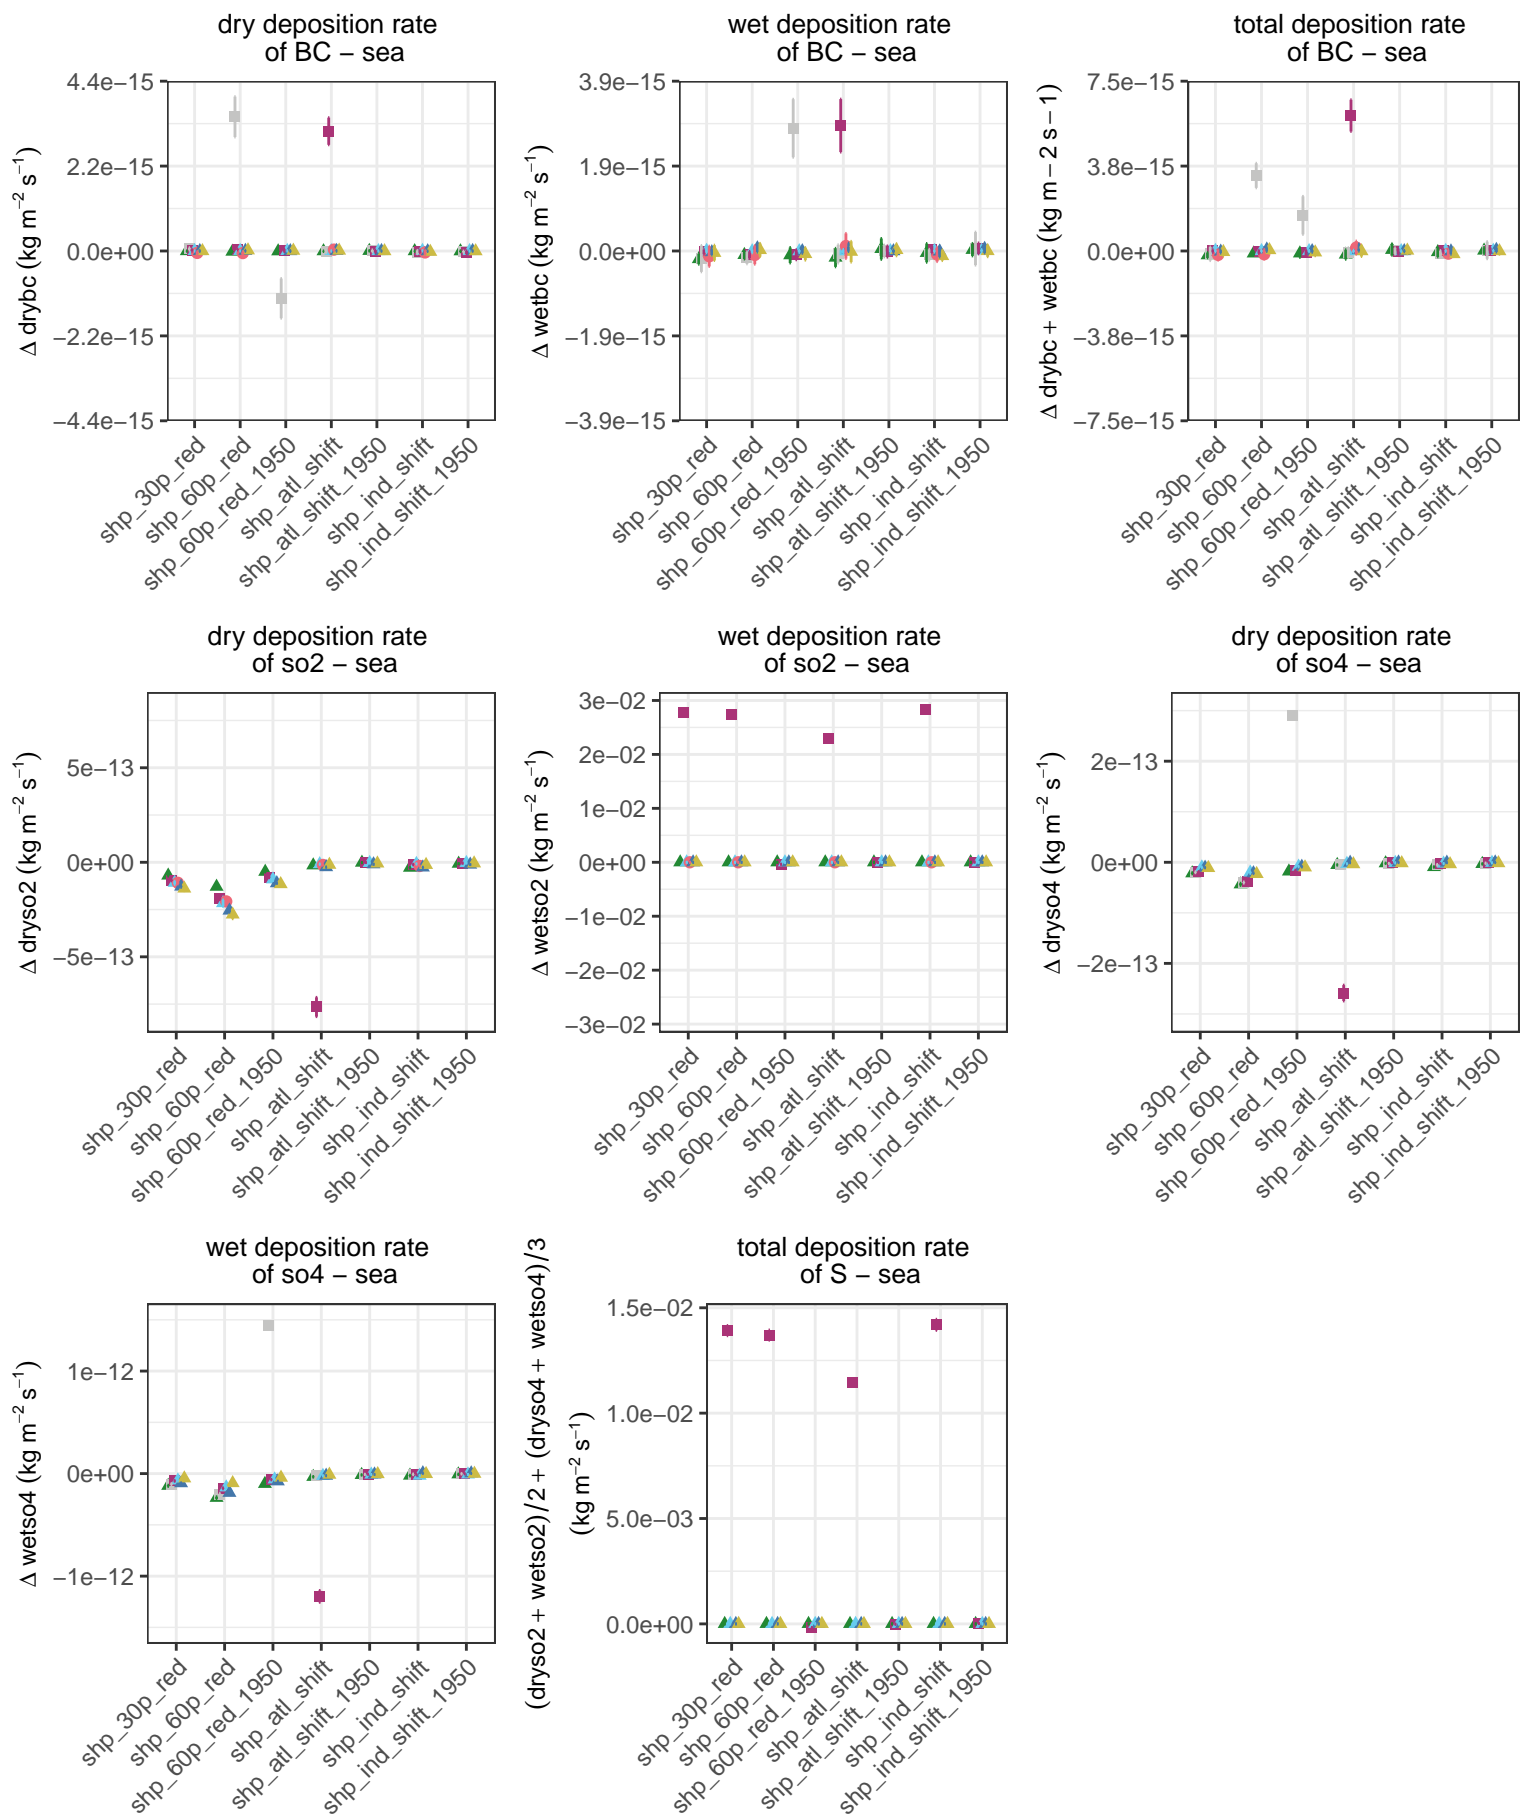 dry deposition rate
of BC − sea
Δ drybc (kg m⁻² s⁻¹)
4.4e−15
2.2e−15
0.0e+00
−2.2e−15
−4.4e−15
shp_30p_red
shp_60p_red
shp_60p_red_1950
shp_atl_shift
shp_atl_shift_1950
shp_ind_shift
shp_ind_shift_1950
wet deposition rate
of BC − sea
Δ wetbc (kg m⁻² s⁻¹)
3.9e−15
1.9e−15
0.0e+00
−1.9e−15
−3.9e−15
shp_30p_red
shp_60p_red
shp_60p_red_1950
shp_atl_shift
shp_atl_shift_1950
shp_ind_shift
shp_ind_shift_1950
total deposition rate
of BC − sea
Δ drybc + wetbc (kg m − 2 s − 1)
7.5e−15
3.8e−15
0.0e+00
−3.8e−15
−7.5e−15
shp_30p_red
shp_60p_red
shp_60p_red_1950
shp_atl_shift
shp_atl_shift_1950
shp_ind_shift
shp_ind_shift_1950
dry deposition rate
of so2 − sea
Δ dryso2 (kg m⁻² s⁻¹)
5e−13
0e+00
−5e−13
shp_30p_red
shp_60p_red
shp_60p_red_1950
shp_atl_shift
shp_atl_shift_1950
shp_ind_shift
shp_ind_shift_1950
wet deposition rate
of so2 − sea
Δ wetso2 (kg m⁻² s⁻¹)
3e−02
2e−02
1e−02
0e+00
−1e−02
−2e−02
−3e−02
shp_30p_red
shp_60p_red
shp_60p_red_1950
shp_atl_shift
shp_atl_shift_1950
shp_ind_shift
shp_ind_shift_1950
dry deposition rate
of so4 − sea
Δ dryso4 (kg m⁻² s⁻¹)
2e−13
0e+00
−2e−13
shp_30p_red
shp_60p_red
shp_60p_red_1950
shp_atl_shift
shp_atl_shift_1950
shp_ind_shift
shp_ind_shift_1950
wet deposition rate
of so4 − sea
Δ wetso4 (kg m⁻² s⁻¹)
1e−12
0e+00
−1e−12
shp_30p_red
shp_60p_red
shp_60p_red_1950
shp_atl_shift
shp_atl_shift_1950
shp_ind_shift
shp_ind_shift_1950
total deposition rate
of S − sea
(dryso2 + wetso2)/2 + (dryso4 + wetso4)/3
(kg m⁻² s⁻¹)
1.5e−02
1.0e−02
5.0e−03
0.0e+00
shp_30p_red
shp_60p_red
shp_60p_red_1950
shp_atl_shift
shp_atl_shift_1950
shp_ind_shift
shp_ind_shift_1950